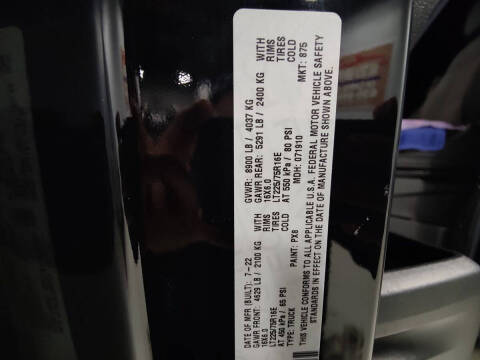 DATE OF MFR (BUILT): 7-22 GVWR: 8900 LB / 4037 KG
GAWR FRONT: 4629 LB / 2100 KG WITH GAWR REAR: 5291 LB / 2400 KG WITH
16X6.0 RIMS 16X6.0 RIMS
LT225/75R16E TIRES LT225/75R16E TIRES
AT 450 kPa / 65 PSI COLD AT 550 kPa / 80 PSI COLD
TYPE: TRUCK PAINT: PX8 MDH: 071910 MKT: 875
THIS VEHICLE CONFORMS TO ALL APPLICABLE U.S.A. FEDERAL MOTOR VEHICLE SAFETY
STANDARDS IN EFFECT ON THE DATE OF MANUFACTURE SHOWN ABOVE.